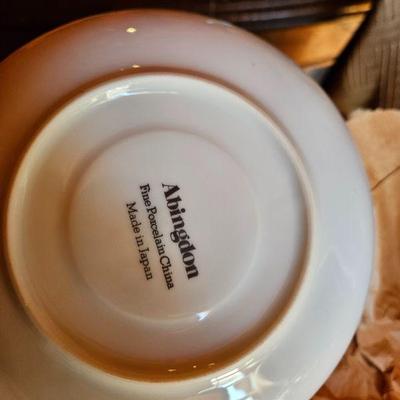 Abingdon
Fine Porcelain China
Made in Japan